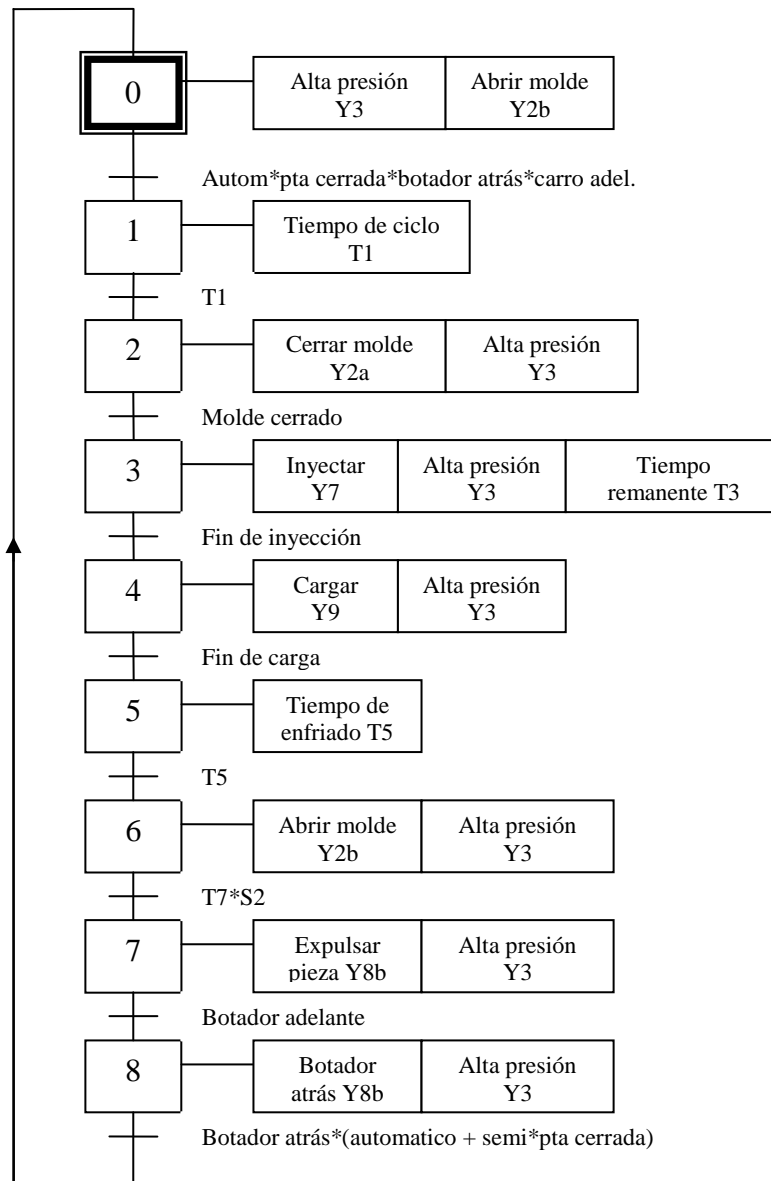 0
Alta presión
Y3
Abrir molde
Y2b
Autom*pta cerrada*botador atrás*carro adel.
1
Tiempo de ciclo
T1
T1
2
Cerrar molde
Y2a
Alta presión
Y3
Molde cerrado
3
Inyectar
Y7
Alta presión
Y3
Tiempo
remanente T3
Fin de inyección
4
Cargar
Y9
Alta presión
Y3
Fin de carga
5
Tiempo de
enfriado T5
T5
6
Abrir molde
Y2b
Alta presión
Y3
T7*S2
7
Expulsar
pieza Y8b
Alta presión
Y3
Botador adelante
8
Botador
atrás Y8b
Alta presión
Y3
Botador atrás*(automatico + semi*pta cerrada)